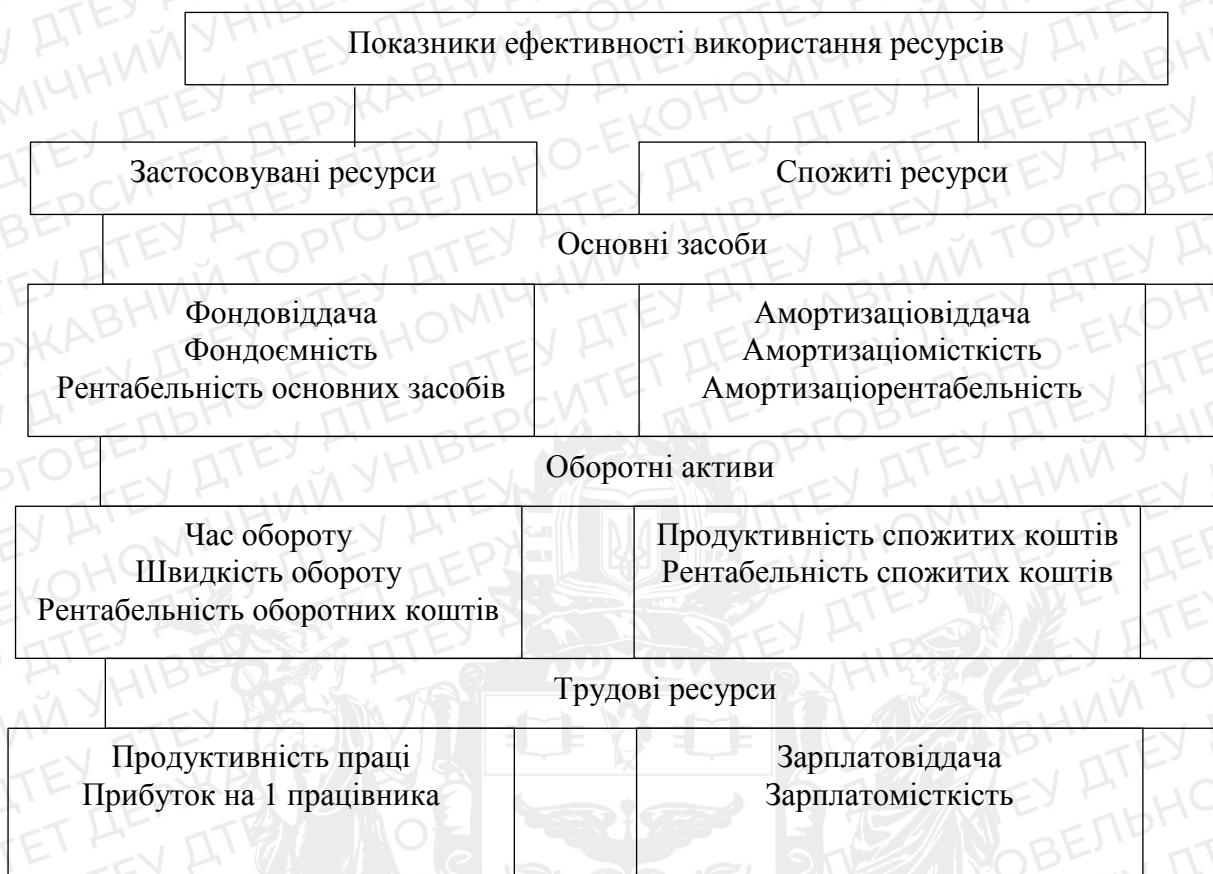 Показники ефективності використання ресурсів
Застосовувані ресурси
Спожиті ресурси
Основні засоби
Фондовіддача
Фондоємність
Рентабельність основних засобів
Амортизаціовіддача
Амортизаціомісткість
Амортизаціорентабельність
Оборотні активи
Час обороту
Швидкість обороту
Рентабельність оборотних коштів
Продуктивність спожитих коштів
Рентабельність спожитих коштів
Трудові ресурси
Продуктивність праці
Прибуток на 1 працівника
Зарплатовіддача
Зарплатомісткість